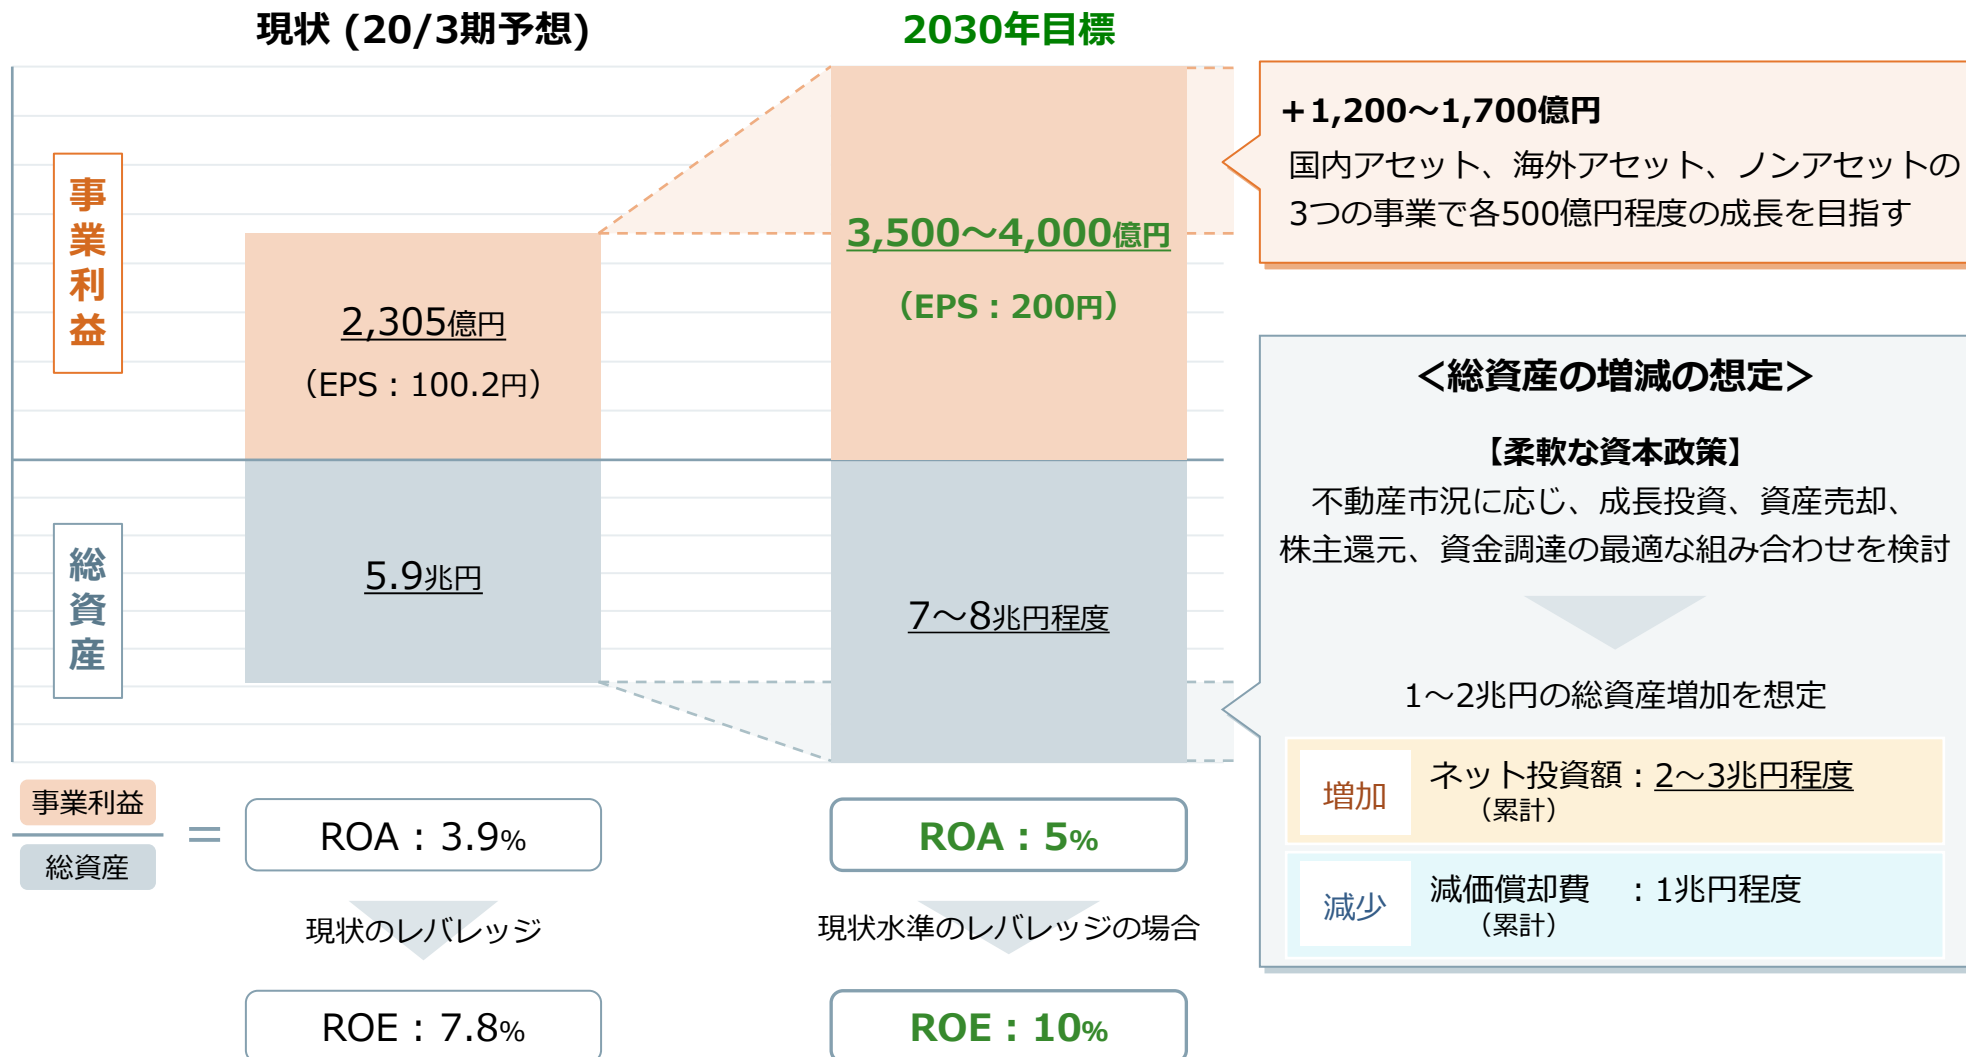 現状 (20/3期予想)
2030年目標
事業利益
2,305億円
（EPS：100.2円）
3,500～4,000億円
（EPS：200円）
＋1,200～1,700億円
国内アセット、海外アセット、ノンアセットの
3つの事業で各500億円程度の成長を目指す
総資産
5.9兆円
7～8兆円程度
＜総資産の増減の想定＞
【柔軟な資本政策】
不動産市況に応じ、成長投資、資産売却、
株主還元、資金調達の最適な組み合わせを検討
1～2兆円の総資産増加を想定
増加
ネット投資額：2～3兆円程度
（累計）
減少
減価償却費　：1兆円程度
（累計）
事業利益
総資産
＝
ROA：3.9%
ROA：5%
現状のレバレッジ
現状水準のレバレッジの場合
ROE：7.8%
ROE：10%